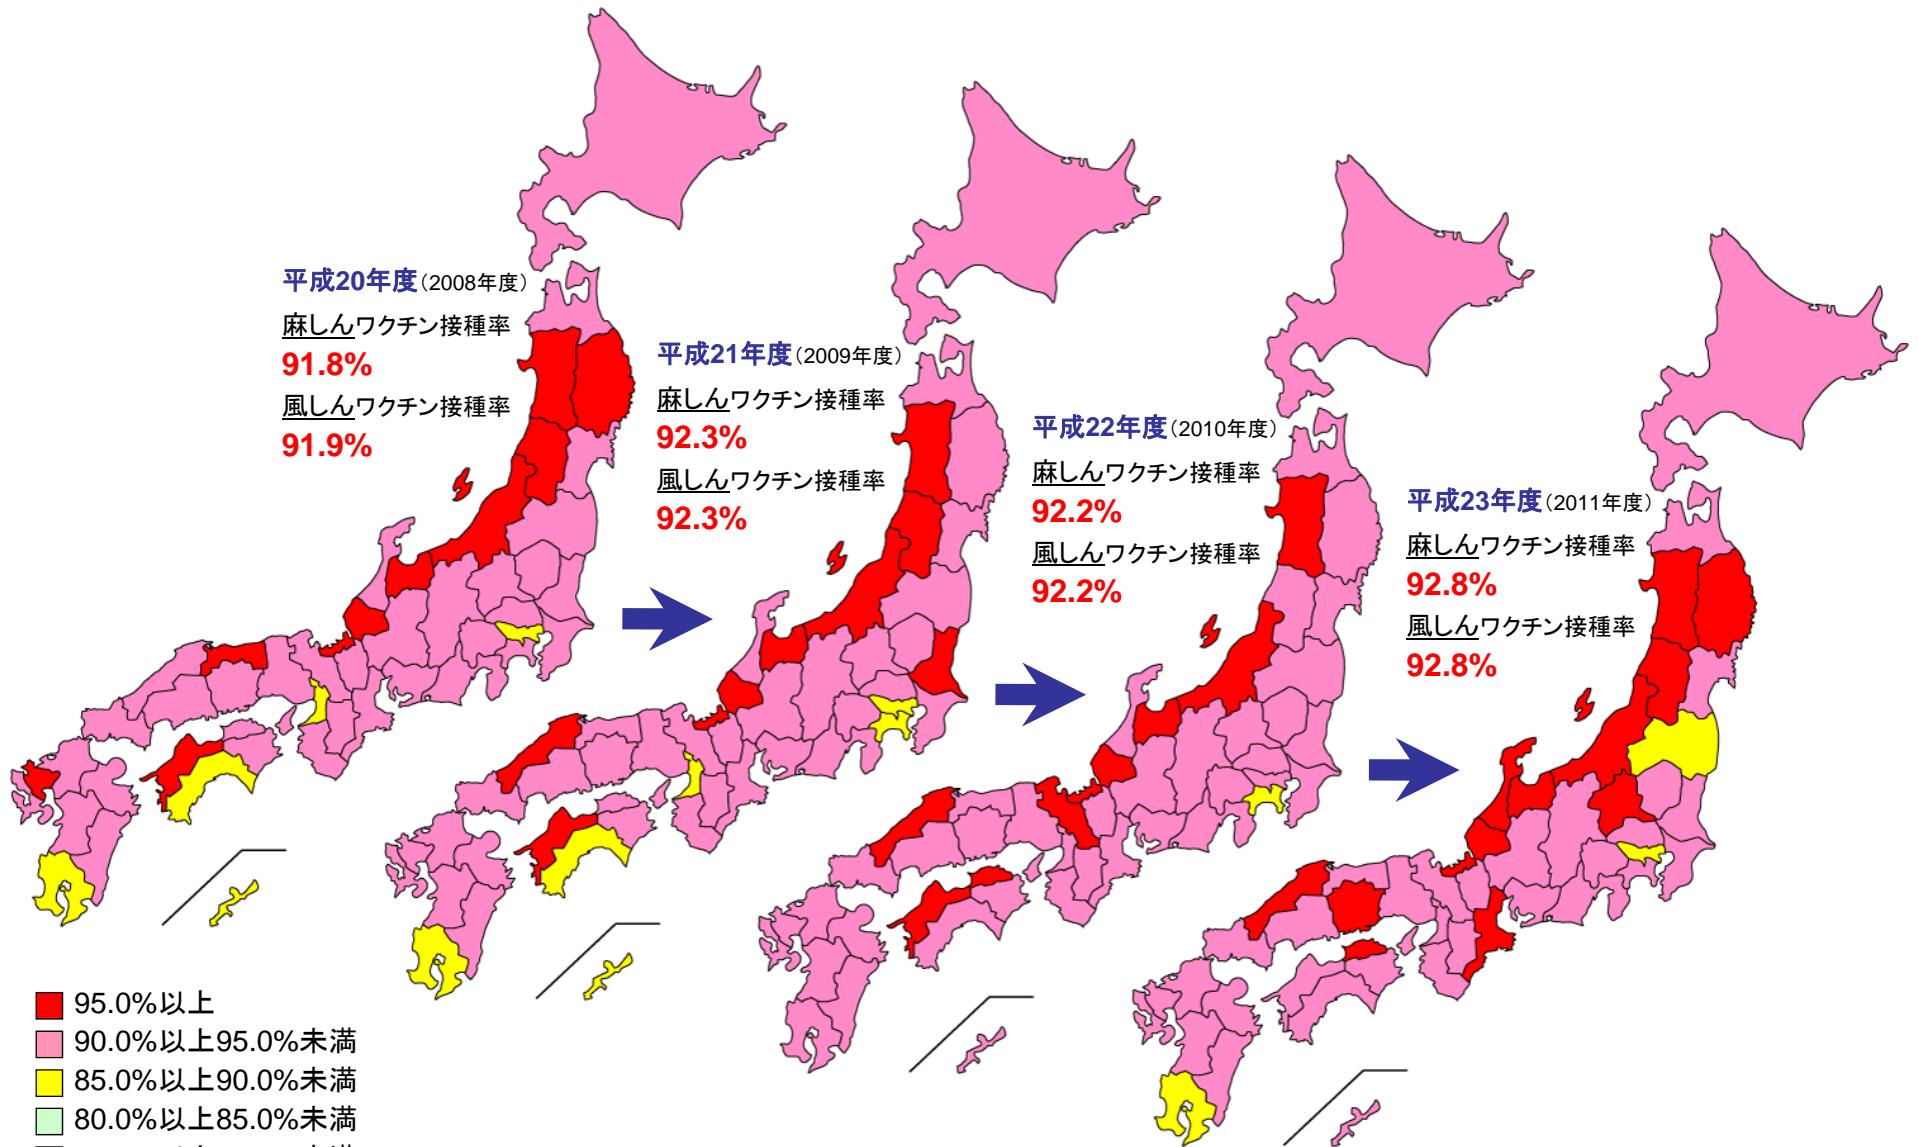 平成20年度(2008年度)
麻しんワクチン接種率
91.8%
風しんワクチン接種率
91.9%
平成21年度(2009年度)
麻しんワクチン接種率
92.3%
風しんワクチン接種率
92.3%
平成22年度(2010年度)
麻しんワクチン接種率
92.2%
風しんワクチン接種率
92.2%
平成23年度(2011年度)
麻しんワクチン接種率
92.8%
風しんワクチン接種率
92.8%
95.0%以上
90.0%以上95.0%未満
85.0%以上90.0%未満
80.0%以上85.0%未満